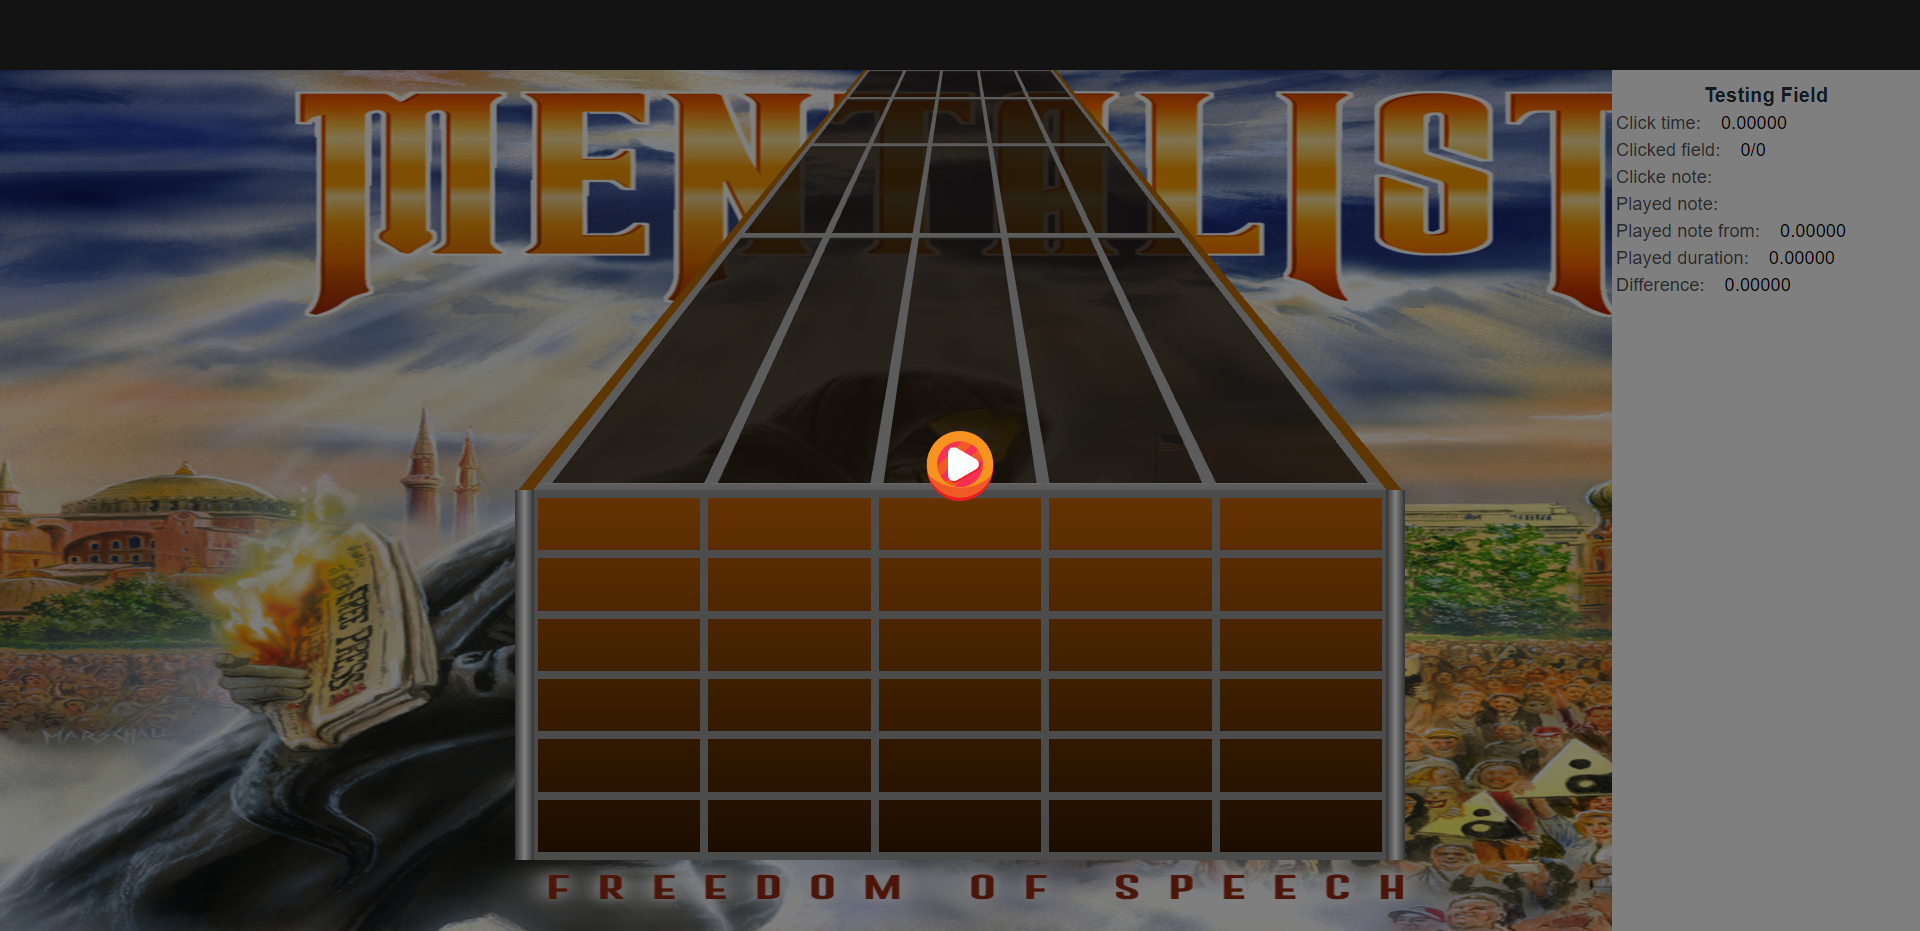 MENTALIST
Testing Field
Click time: 0.00000
Clicked field: 0/0
Clicke note:
Played note:
Played note from: 0.00000
Played duration: 0.00000
Difference: 0.00000
FREE PRESS
MARSCHALL
FREEDOM OF SPEECH